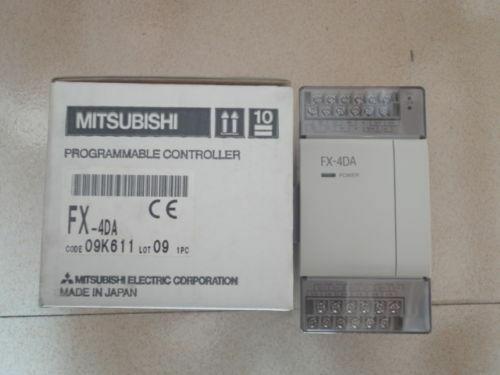 MITSUBISHI
10
PROGRAMMABLE CONTROLLER
CE
FX-4DA
CODE 09K611 LOT 09 1PC
MITSUBISHI ELECTRIC CORPORATION
MADE IN JAPAN
FX-4DA
POWER